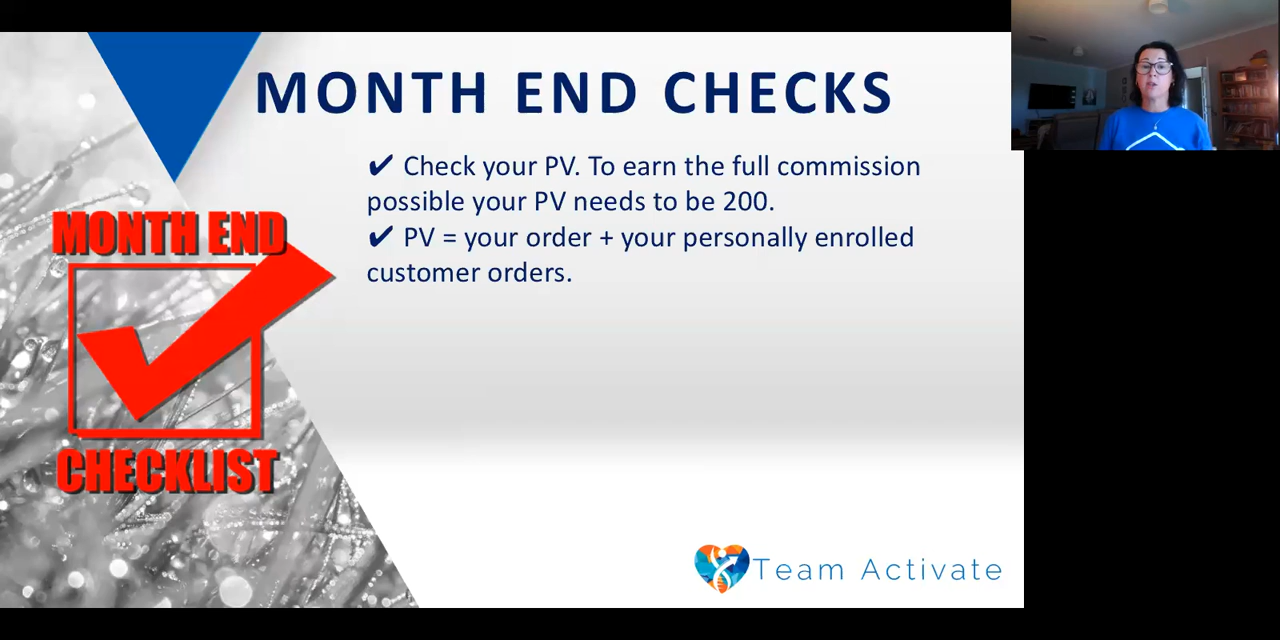 MONTH END CHECKS
✔ Check your PV. To earn the full commission
possible your PV needs to be 200.
✔ PV = your order + your personally enrolled
customer orders.
MONTH END
CHECKLIST
Team Activate